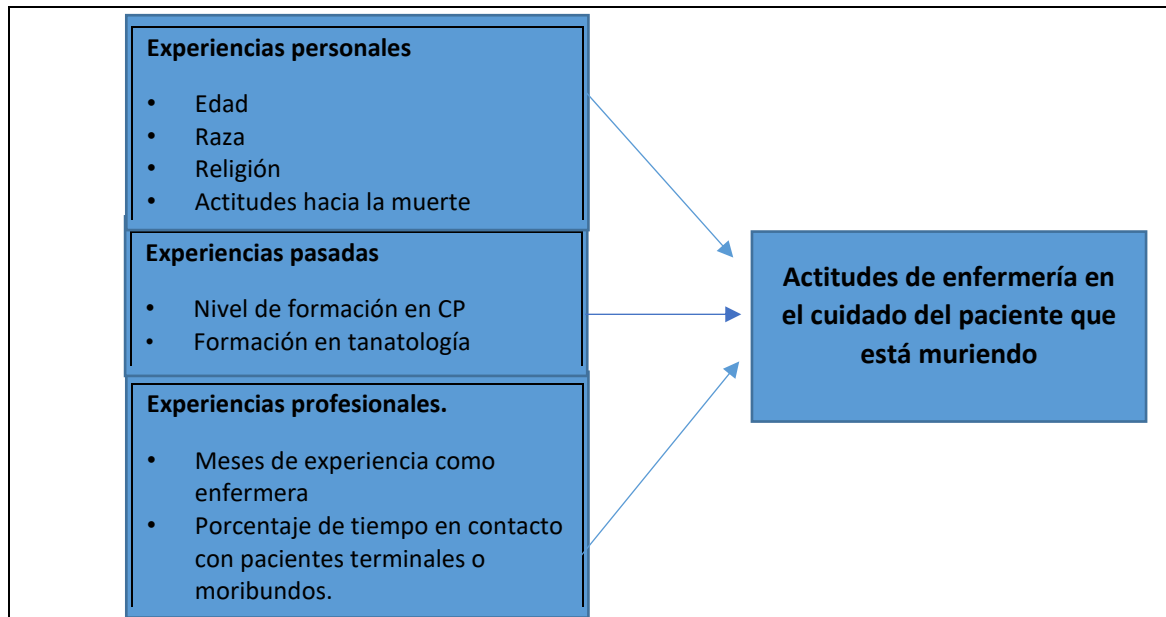 Experiencias personales
• Edad
• Raza
• Religión
• Actitudes hacia la muerte
Experiencias pasadas
• Nivel de formación en CP
• Formación en tanatología
Experiencias profesionales.
• Meses de experiencia como
enfermera
• Porcentaje de tiempo en contacto
con pacientes terminales o
moribundos.
Actitudes de enfermería en
el cuidado del paciente que
está muriendo